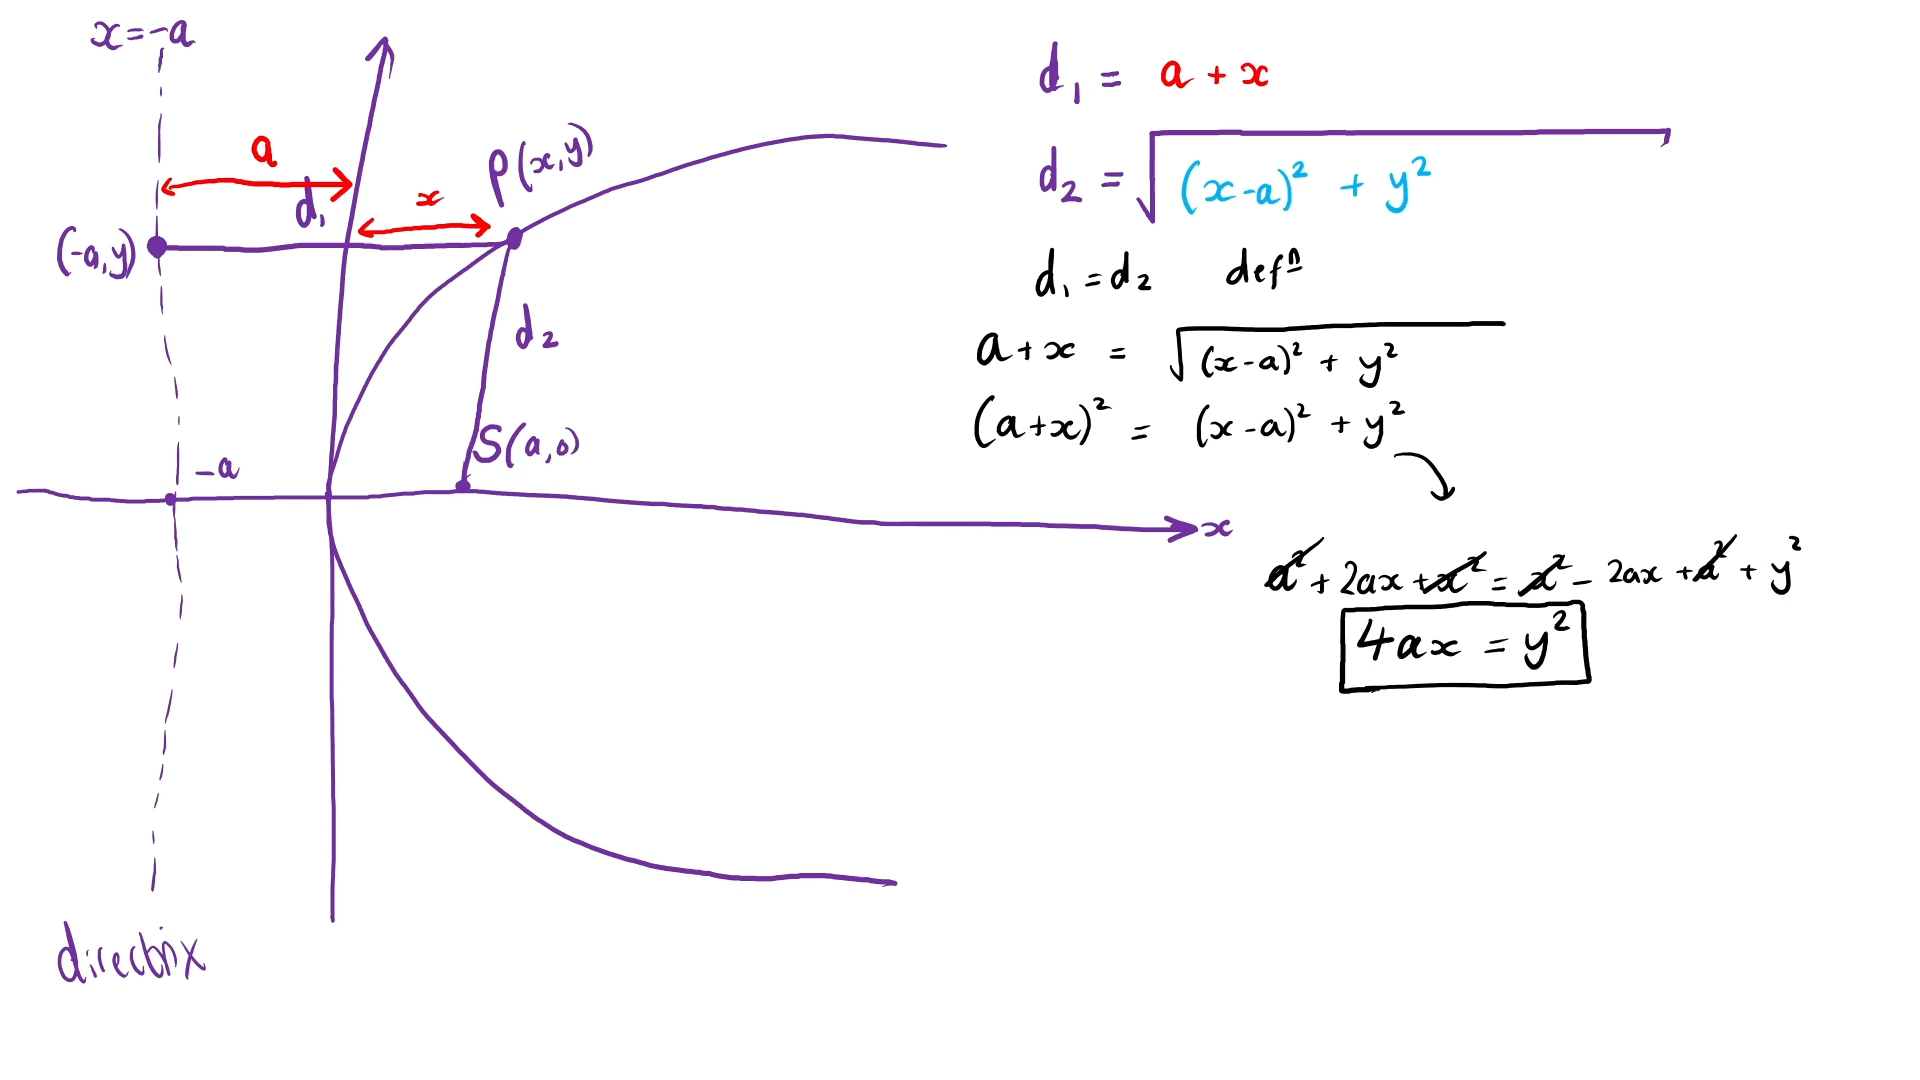 x = -a
a
d₁
x
P(x,y)
(-a,y)
d₂
S(a,0)
-a
x
directrix
d₁ = a + x
d₂ = √((x-a)² + y²)
d₁ = d₂ defⁿ
a + x = √((x-a)² + y²)
(a+x)² = (x-a)² + y²
a² + 2ax + x² = x² - 2ax + a² + y²
4ax = y²